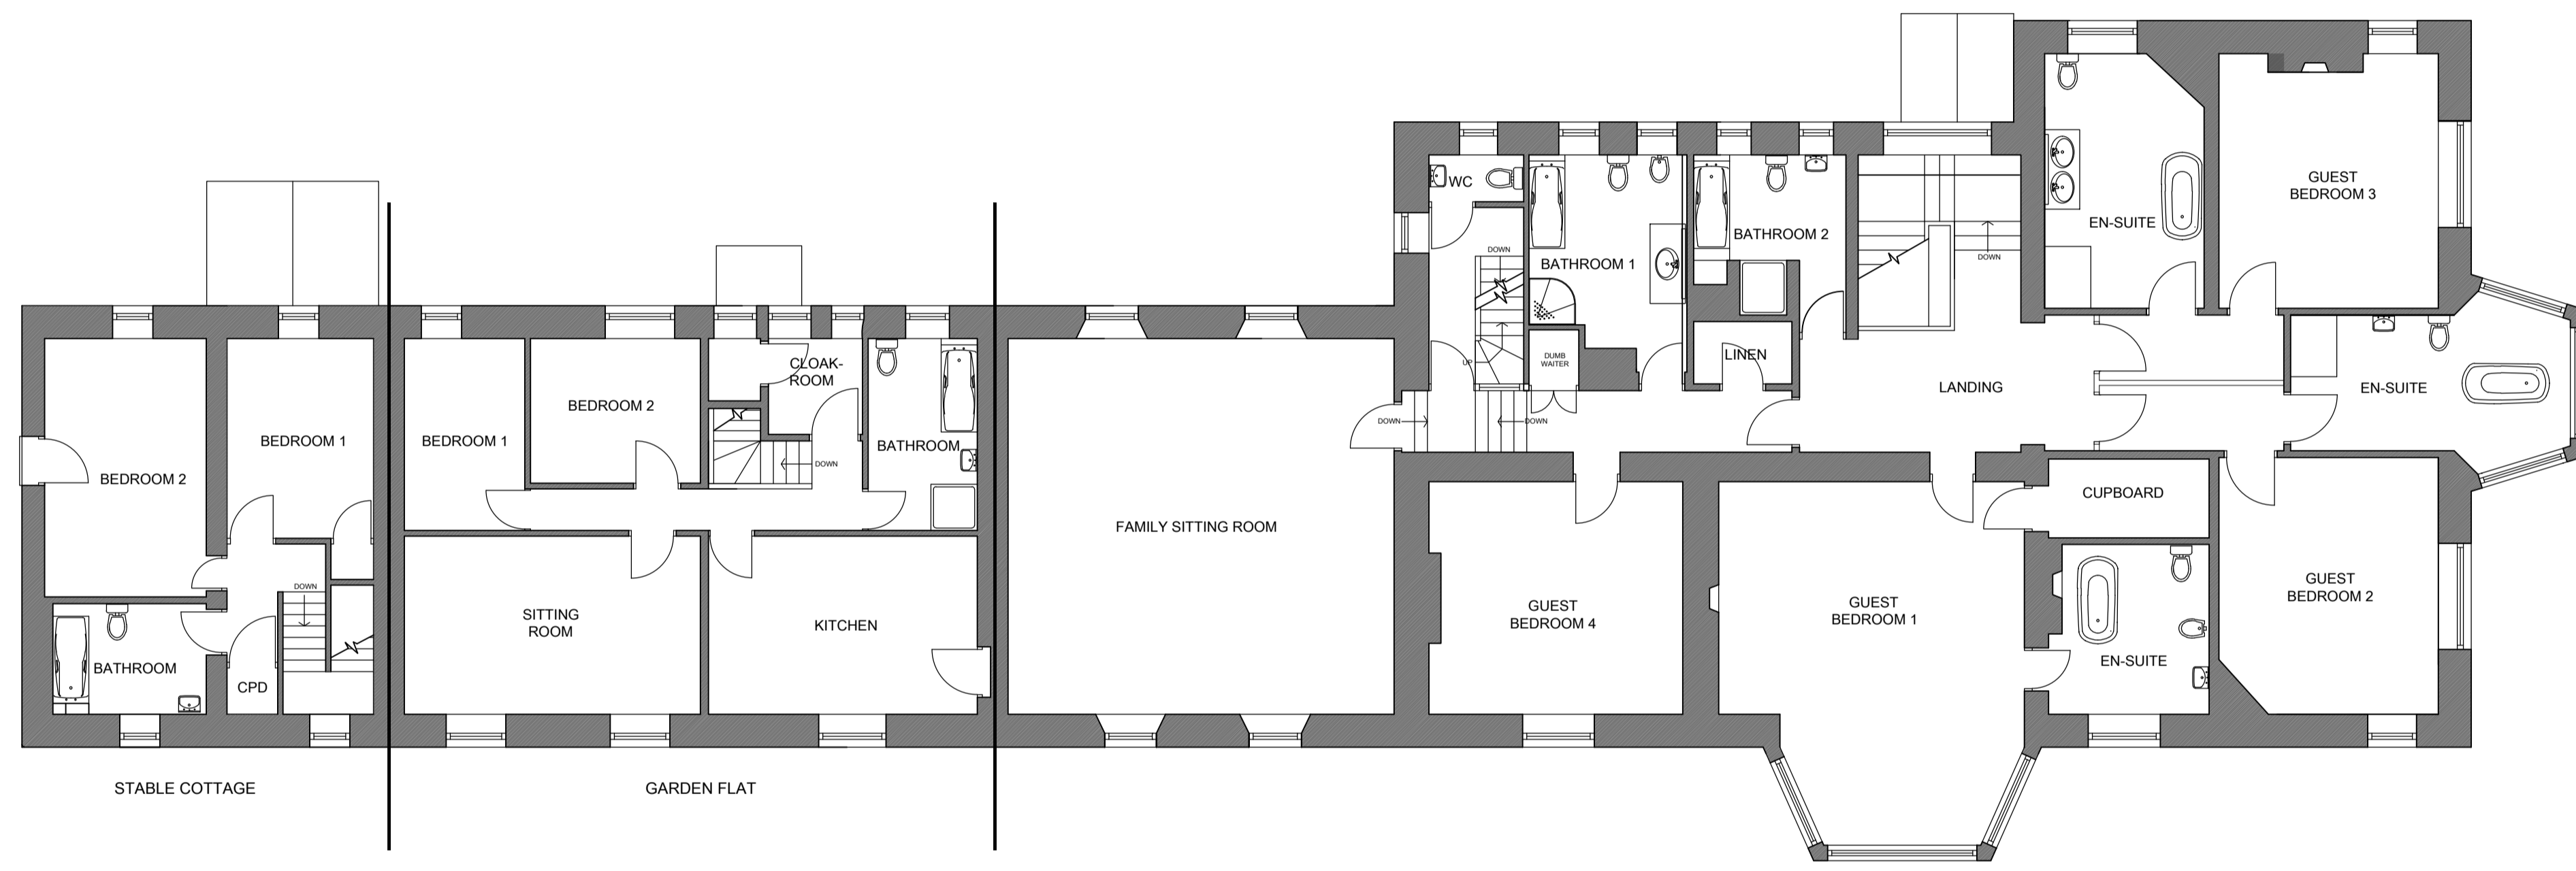 BEDROOM 2
BEDROOM 1
DOWN
BATHROOM
CPD
STABLE COTTAGE
BEDROOM 1
BEDROOM 2
CLOAK-
ROOM
DOWN
BATHROOM
SITTING
ROOM
KITCHEN
GARDEN FLAT
FAMILY SITTING ROOM
WC
DOWN
UP
DOWN
DOWN
BATHROOM 1
DUMB
WAITER
BATHROOM 2
LINEN
DOWN
LANDING
EN-SUITE
GUEST
BEDROOM 3
EN-SUITE
CUPBOARD
GUEST
BEDROOM 4
GUEST
BEDROOM 1
EN-SUITE
GUEST
BEDROOM 2